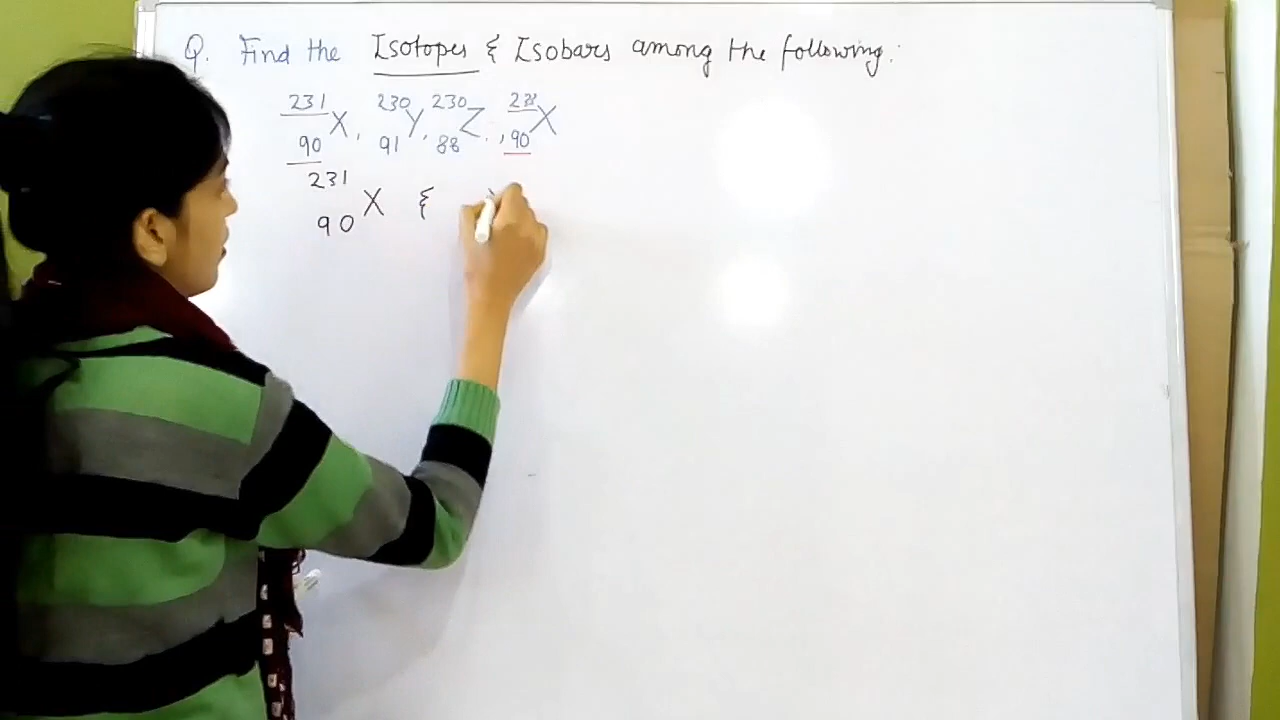 Q. Find the Isotopes & Isobars among the following:
231 90 X, 230 91 Y, 230 88 Z, , 90 X
231 90 X &